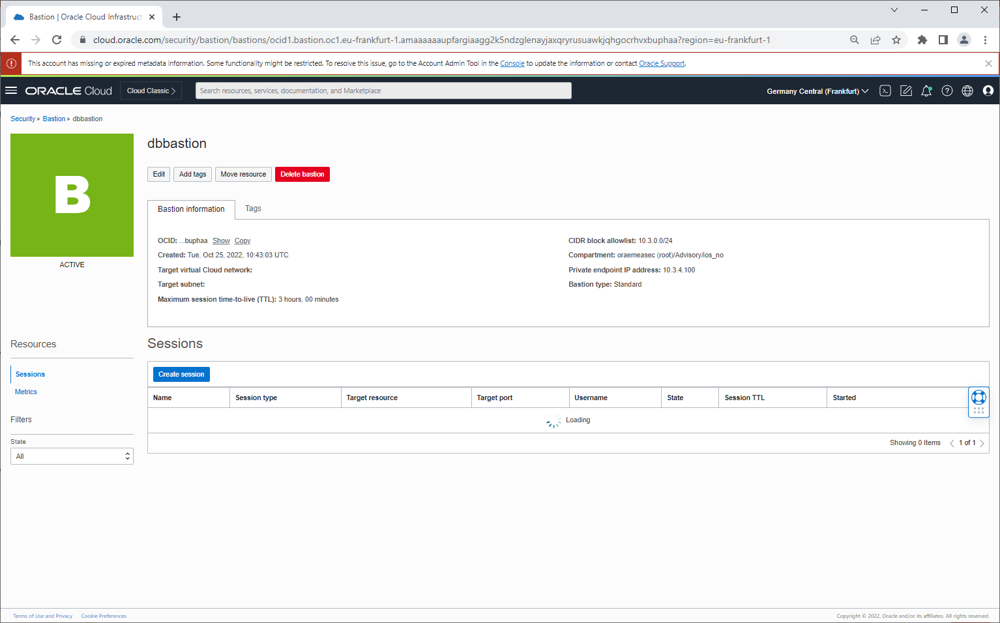 Bastion | Oracle Cloud Infrastruct
cloud.oracle.com/security/bastion/bastions/ocid1.bastion.oc1.eu-frankfurt-1.amaaaaaaupfargiaagg2k5ndzglenayjaxqryrusuawkjqhgocrhvxbuphaa?region=eu-frankfurt-1
This account has missing or expired metadata information. Some functionality might be restricted. To resolve this issue, go to the Account Admin Tool in the Console to update the information or contact Oracle Support.
ORACLE Cloud
Cloud Classic
Search resources, services, documentation, and Marketplace
Germany Central (Frankfurt)
Security » Bastion » dbbastion
B
ACTIVE
dbbastion
Edit
Add tags
Move resource
Delete bastion
Bastion information
Tags
OCID: ...buphaa Show Copy
Created: Tue, Oct 25, 2022, 10:43:03 UTC
Target virtual Cloud network:
Target subnet:
Maximum session time-to-live (TTL): 3 hours, 00 minutes
CIDR block allowlist: 10.3.0.0/24
Compartment: oraemeasec (root)/Advisory/ios_no
Private endpoint IP address: 10.3.4.100
Bastion type: Standard
Resources
Sessions
Metrics
Filters
State
All
Sessions
Create session
Name Session type Target resource Target port Username State Session TTL Started
Loading
Showing 0 Items < 1 of 1 >
Terms of Use and Privacy Cookie Preferences
Copyright © 2022, Oracle and/or its affiliates. All rights reserved.